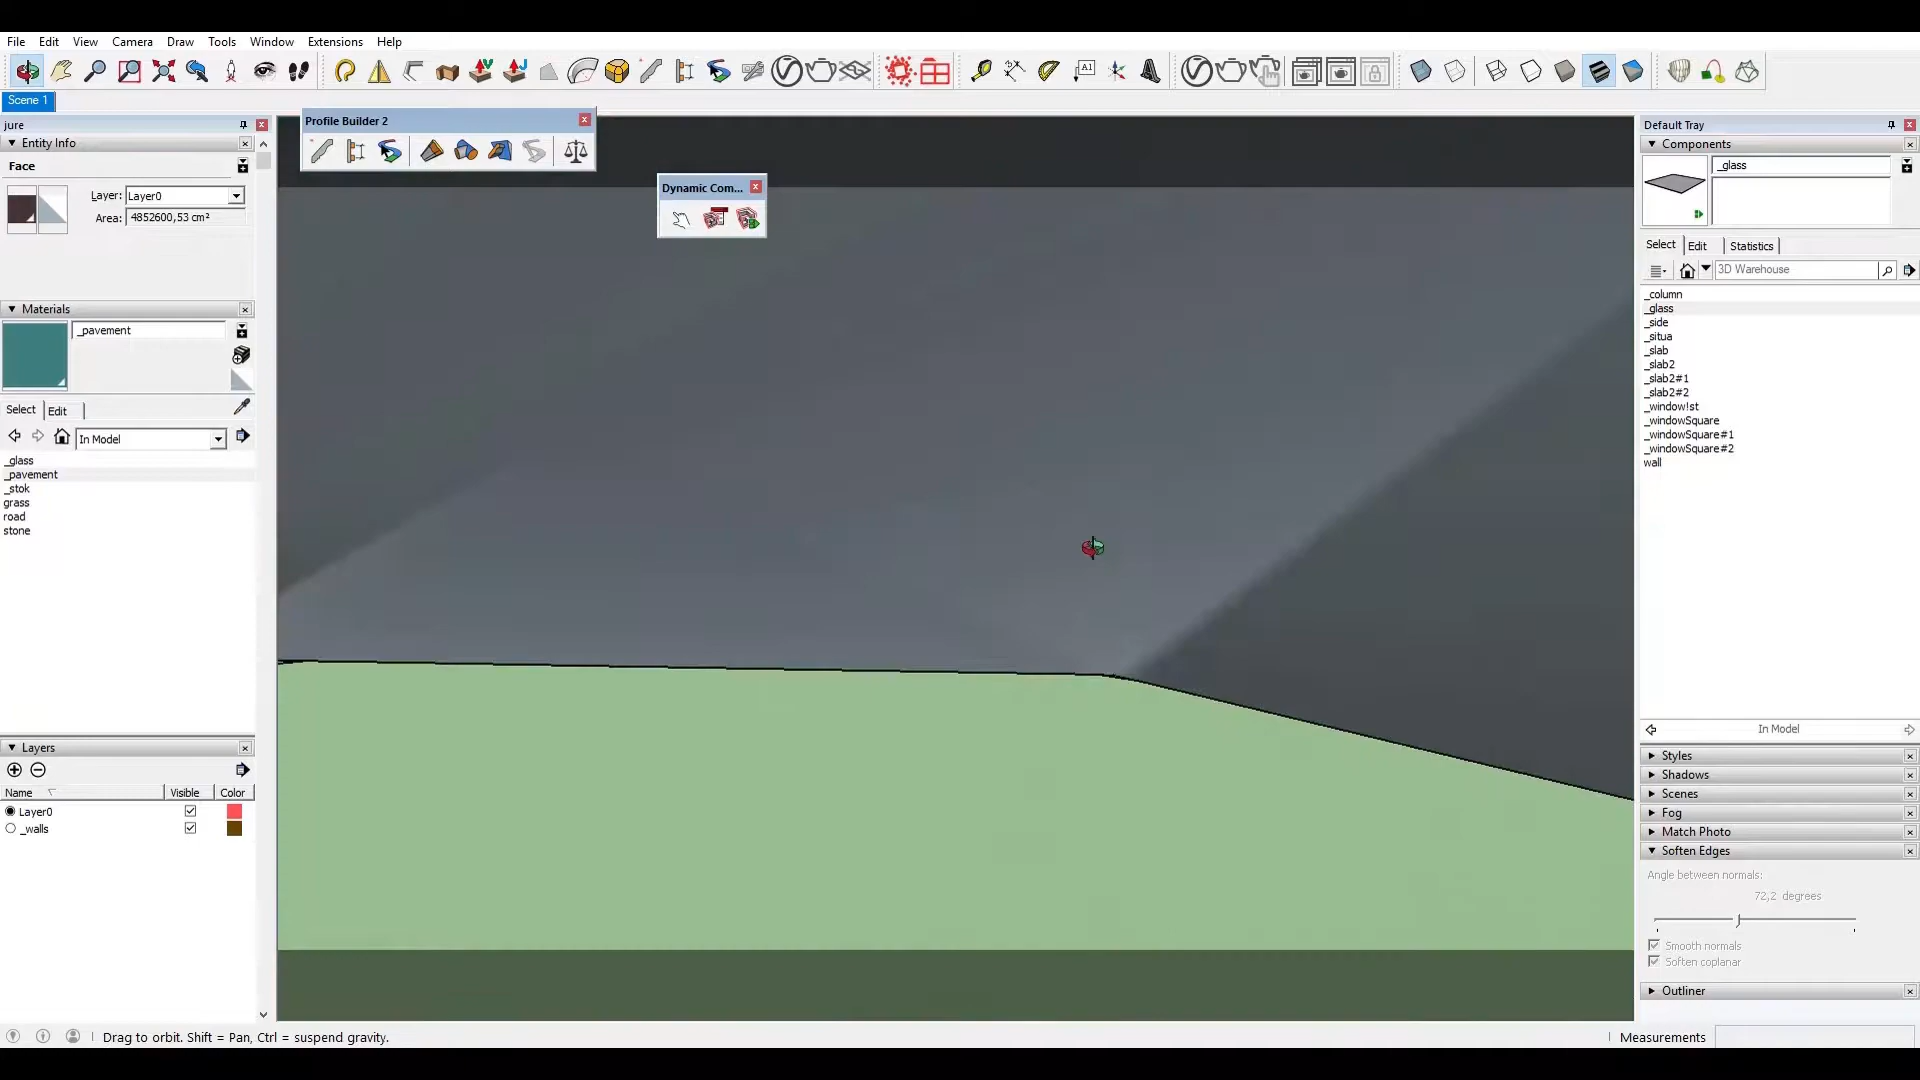 File Edit View Camera Draw Tools Window Extensions Help
A1
Scene 1
jure
Entity Info
Face
Layer: Layer0
Area: 4852600,53 cm²
Materials
_pavement
Select Edit
In Model
_glass
_pavement
_stok
grass
road
stone
Layers
Name Visible Color
Layer0
_walls
Profile Builder 2
Dynamic Com...
Default Tray
Components
_glass
Select Edit Statistics
3D Warehouse
_column
_glass
_side
_situa
_slab
_slab2
_slab2#1
_slab2#2
_window!st
_windowSquare
_windowSquare#1
_windowSquare#2
wall
In Model
Styles
Shadows
Scenes
Fog
Match Photo
Soften Edges
Angle between normals:
72,2 degrees
Smooth normals
Soften coplanar
Outliner
Drag to orbit. Shift = Pan, Ctrl = suspend gravity.
Measurements